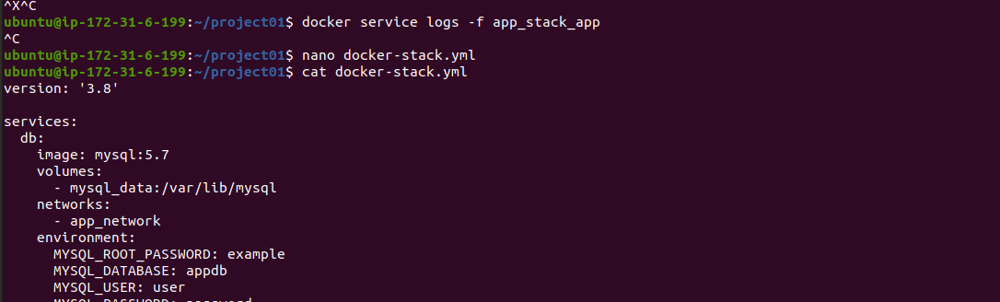 ^X^C
ubuntu@ip-172-31-6-199:~/project01$ docker service logs -f app_stack_app
^C
ubuntu@ip-172-31-6-199:~/project01$ nano docker-stack.yml
ubuntu@ip-172-31-6-199:~/project01$ cat docker-stack.yml
version: '3.8'

services:
  db:
    image: mysql:5.7
    volumes:
      - mysql_data:/var/lib/mysql
    networks:
      - app_network
    environment:
      MYSQL_ROOT_PASSWORD: example
      MYSQL_DATABASE: appdb
      MYSQL_USER: user
      MYSQL_PASSWORD: password